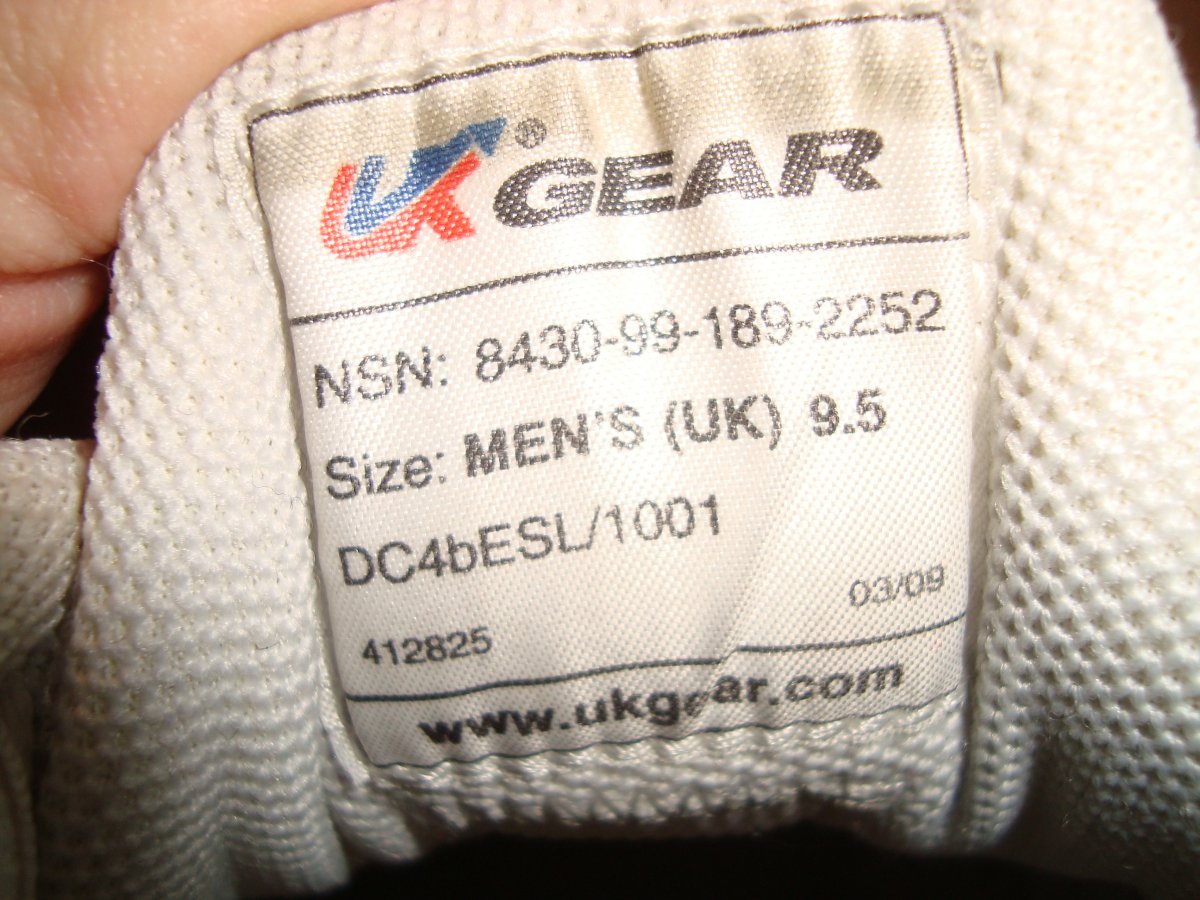 UK® GEAR
NSN: 8430-99-189-2252
Size: MEN'S (UK) 9.5
DC4bESL/1001
03/09
412825
www.ukgear.com